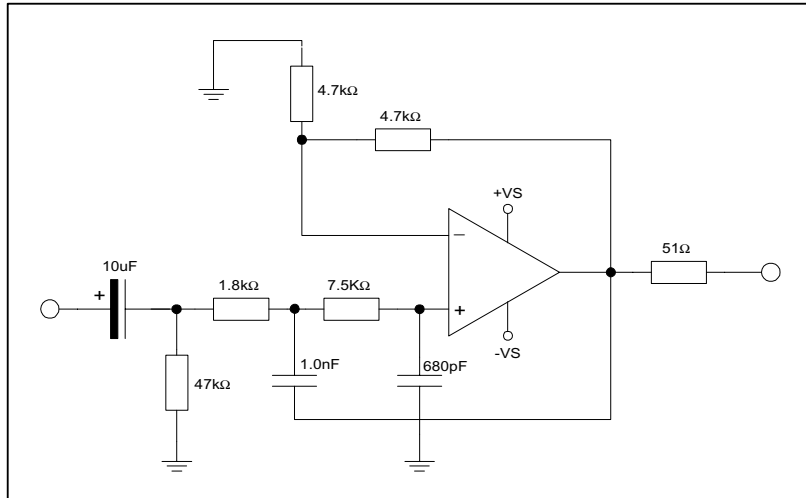 4.7kΩ
4.7kΩ
+VS
51Ω
10uF
+
1.8kΩ
7.5KΩ
−
+
-VS
1.0nF
680pF
47kΩ